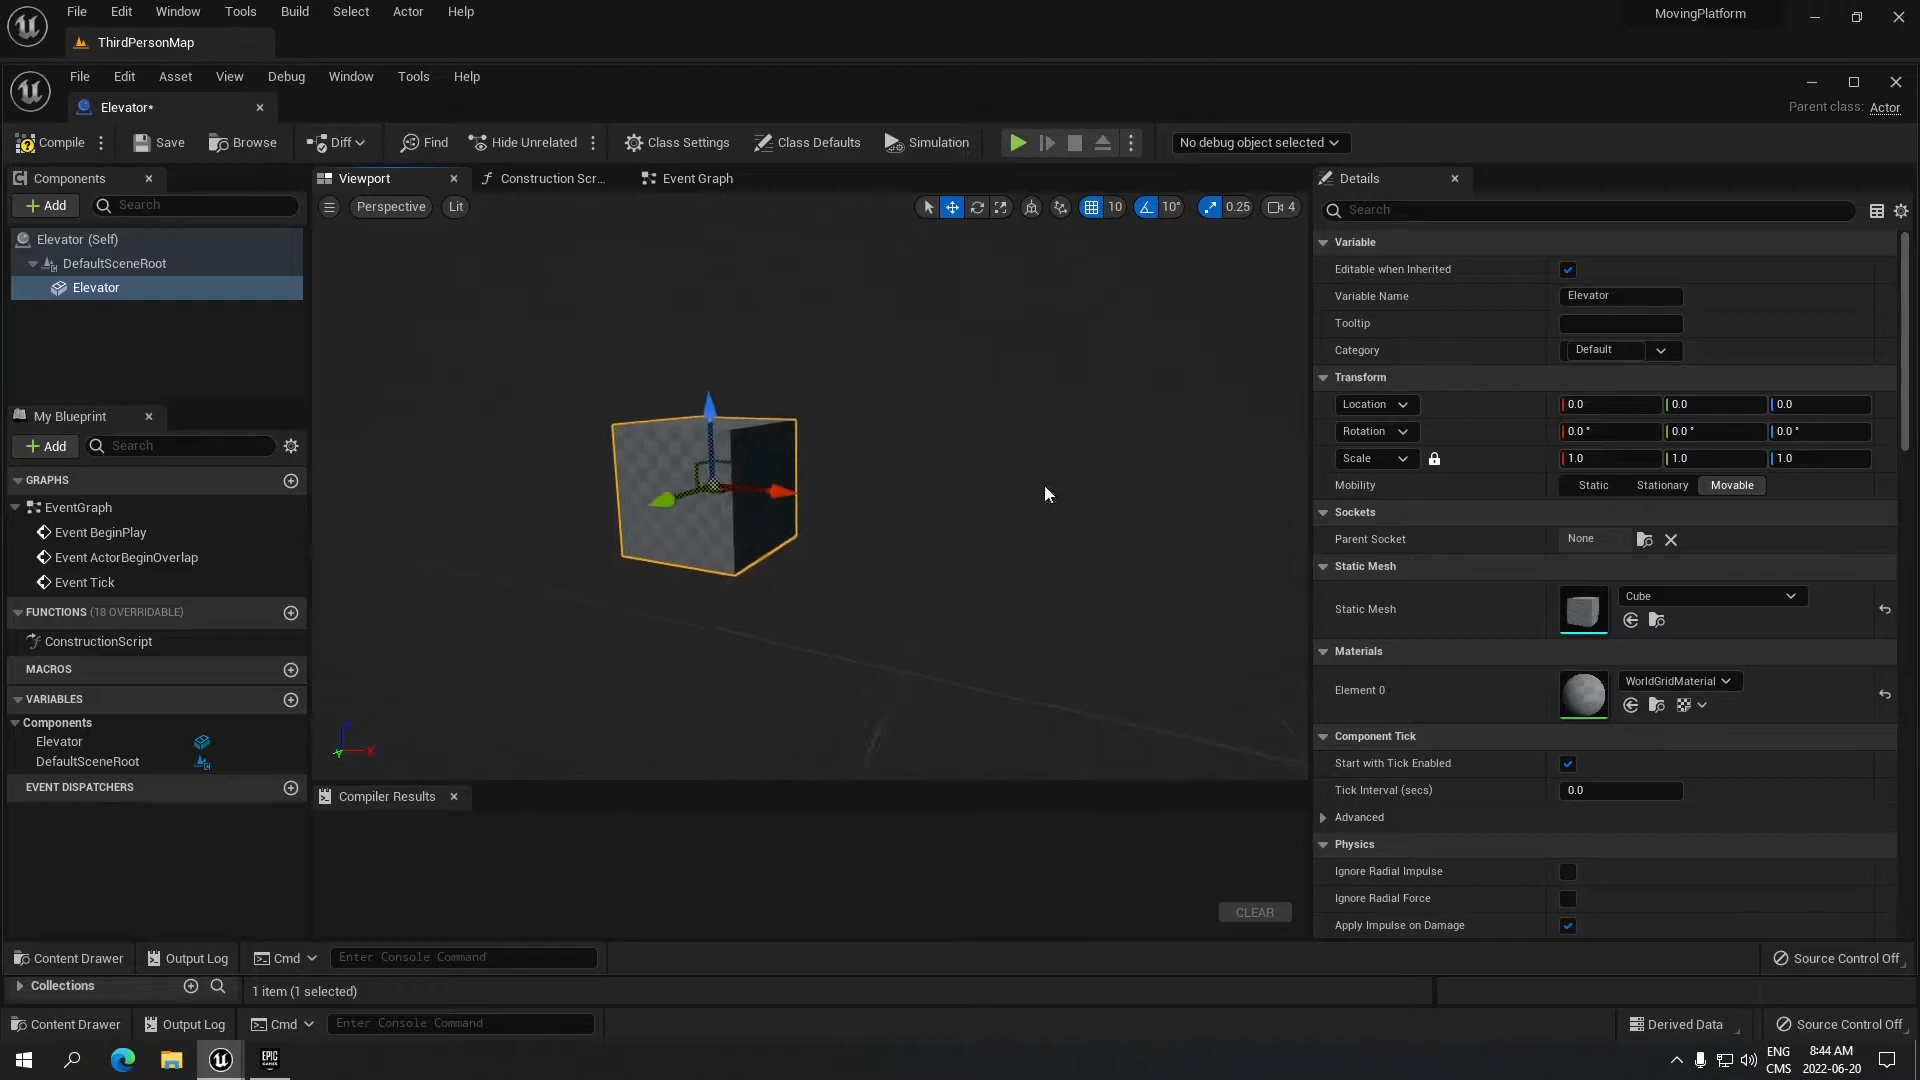 File Edit Window Tools Build Select Actor Help
MovingPlatform
ThirdPersonMap
File Edit Asset View Debug Window Tools Help
Elevator*
Parent class: Actor
Compile Save Browse Diff Find Hide Unrelated Class Settings Class Defaults Simulation No debug object selected
Components
Add Search
Elevator (Self)
DefaultSceneRoot
Elevator
My Blueprint
Add Search
GRAPHS
EventGraph
Event BeginPlay
Event ActorBeginOverlap
Event Tick
FUNCTIONS (18 OVERRIDABLE)
ConstructionScript
MACROS
VARIABLES
Components
Elevator
DefaultSceneRoot
EVENT DISPATCHERS
Viewport Construction Scr... Event Graph
Perspective Lit 10 10° 0.25 4
Z
X
Y
Compiler Results
CLEAR
Details
Search
Variable
Editable when Inherited
Variable Name Elevator
Tooltip
Category Default
Transform
Location 0.0 0.0 0.0
Rotation 0.0 ° 0.0 ° 0.0 °
Scale 1.0 1.0 1.0
Mobility Static Stationary Movable
Sockets
Parent Socket None
Static Mesh
Static Mesh Cube
Materials
Element 0 WorldGridMaterial
Component Tick
Start with Tick Enabled
Tick Interval (secs) 0.0
Advanced
Physics
Ignore Radial Impulse
Ignore Radial Force
Apply Impulse on Damage
Content Drawer Output Log Cmd Enter Console Command Source Control Off
Collections 1 item (1 selected)
Content Drawer Output Log Cmd Enter Console Command Derived Data Source Control Off
EPIC GAMES
ENG 8:44 AM
CMS 2022-06-20